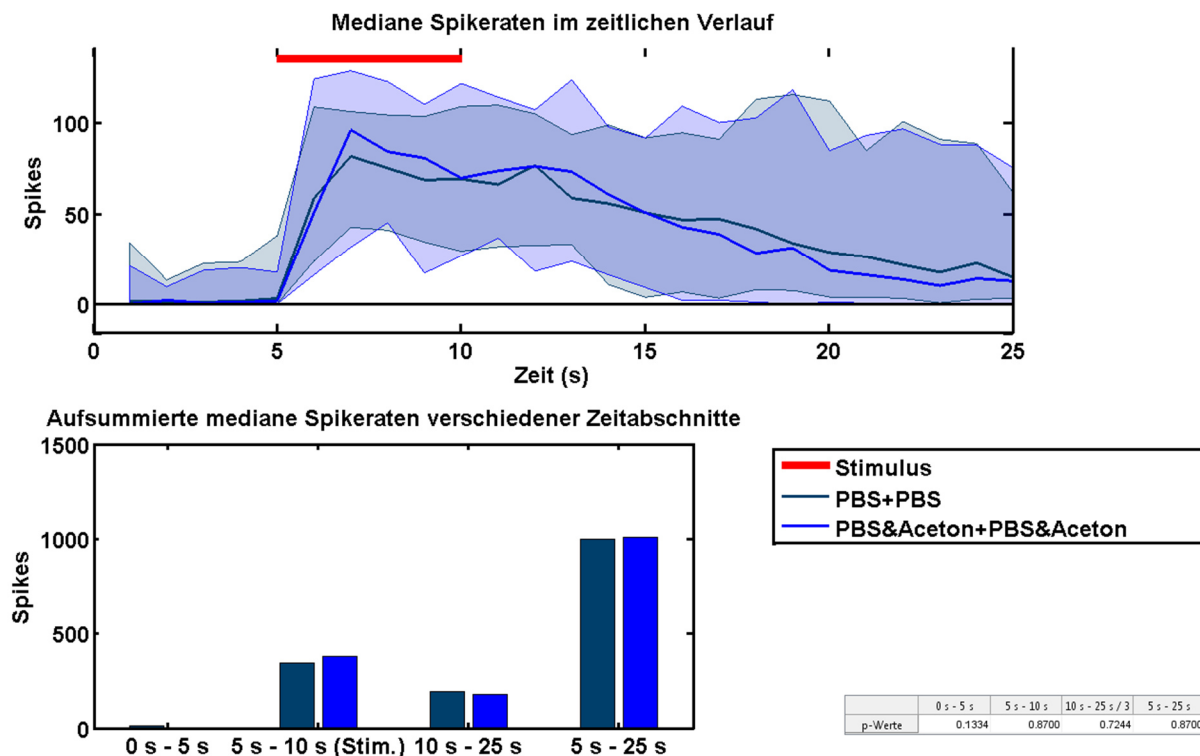 Mediane Spikeraten im zeitlichen Verlauf
100
50
0
Spikes
0 5 10 15 20 25
Zeit (s)
Aufsummierte mediane Spikeraten verschiedener Zeitabschnitte
1500
1000
500
0
Spikes
0 s - 5 s 5 s - 10 s (Stim.) 10 s - 25 s 5 s - 25 s
Stimulus
PBS+PBS
PBS&Aceton+PBS&Aceton
0 s - 5 s 5 s - 10 s 10 s - 25 s / 3 5 s - 25 s
p-Werte 0.1334 0.8700 0.7244 0.8700